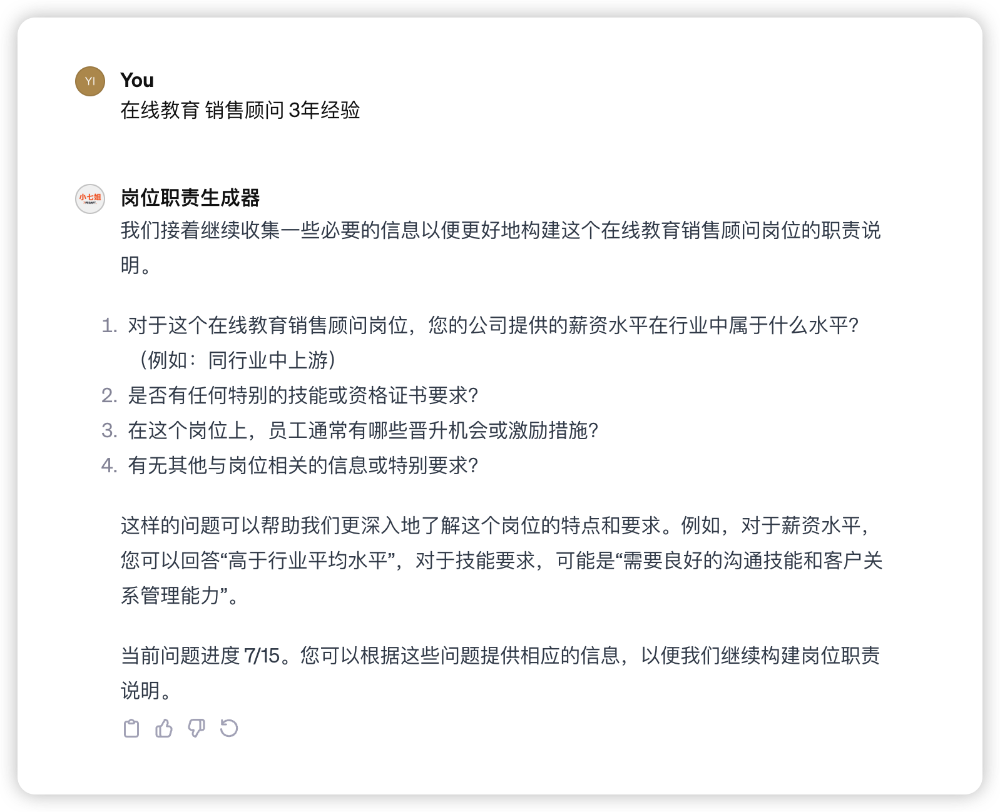 YI
You
在线教育 销售顾问 3年经验
小七姐
岗位职责生成器
我们接着继续收集一些必要的信息以便更好地构建这个在线教育销售顾问岗位的职责说
明。
1. 对于这个在线教育销售顾问岗位，您的公司提供的薪资水平在行业中属于什么水平？
（例如：同行业中上游）
2. 是否有任何特别的技能或资格证书要求？
3. 在这个岗位上，员工通常有哪些晋升机会或激励措施？
4. 有无其他与岗位相关的信息或特别要求？
这样的问题可以帮助我们更深入地了解这个岗位的特点和要求。例如，对于薪资水平，
您可以回答“高于行业平均水平”，对于技能要求，可能是“需要良好的沟通技能和客户关
系管理能力”。
当前问题进度 7/15。您可以根据这些问题提供相应的信息，以便我们继续构建岗位职责
说明。